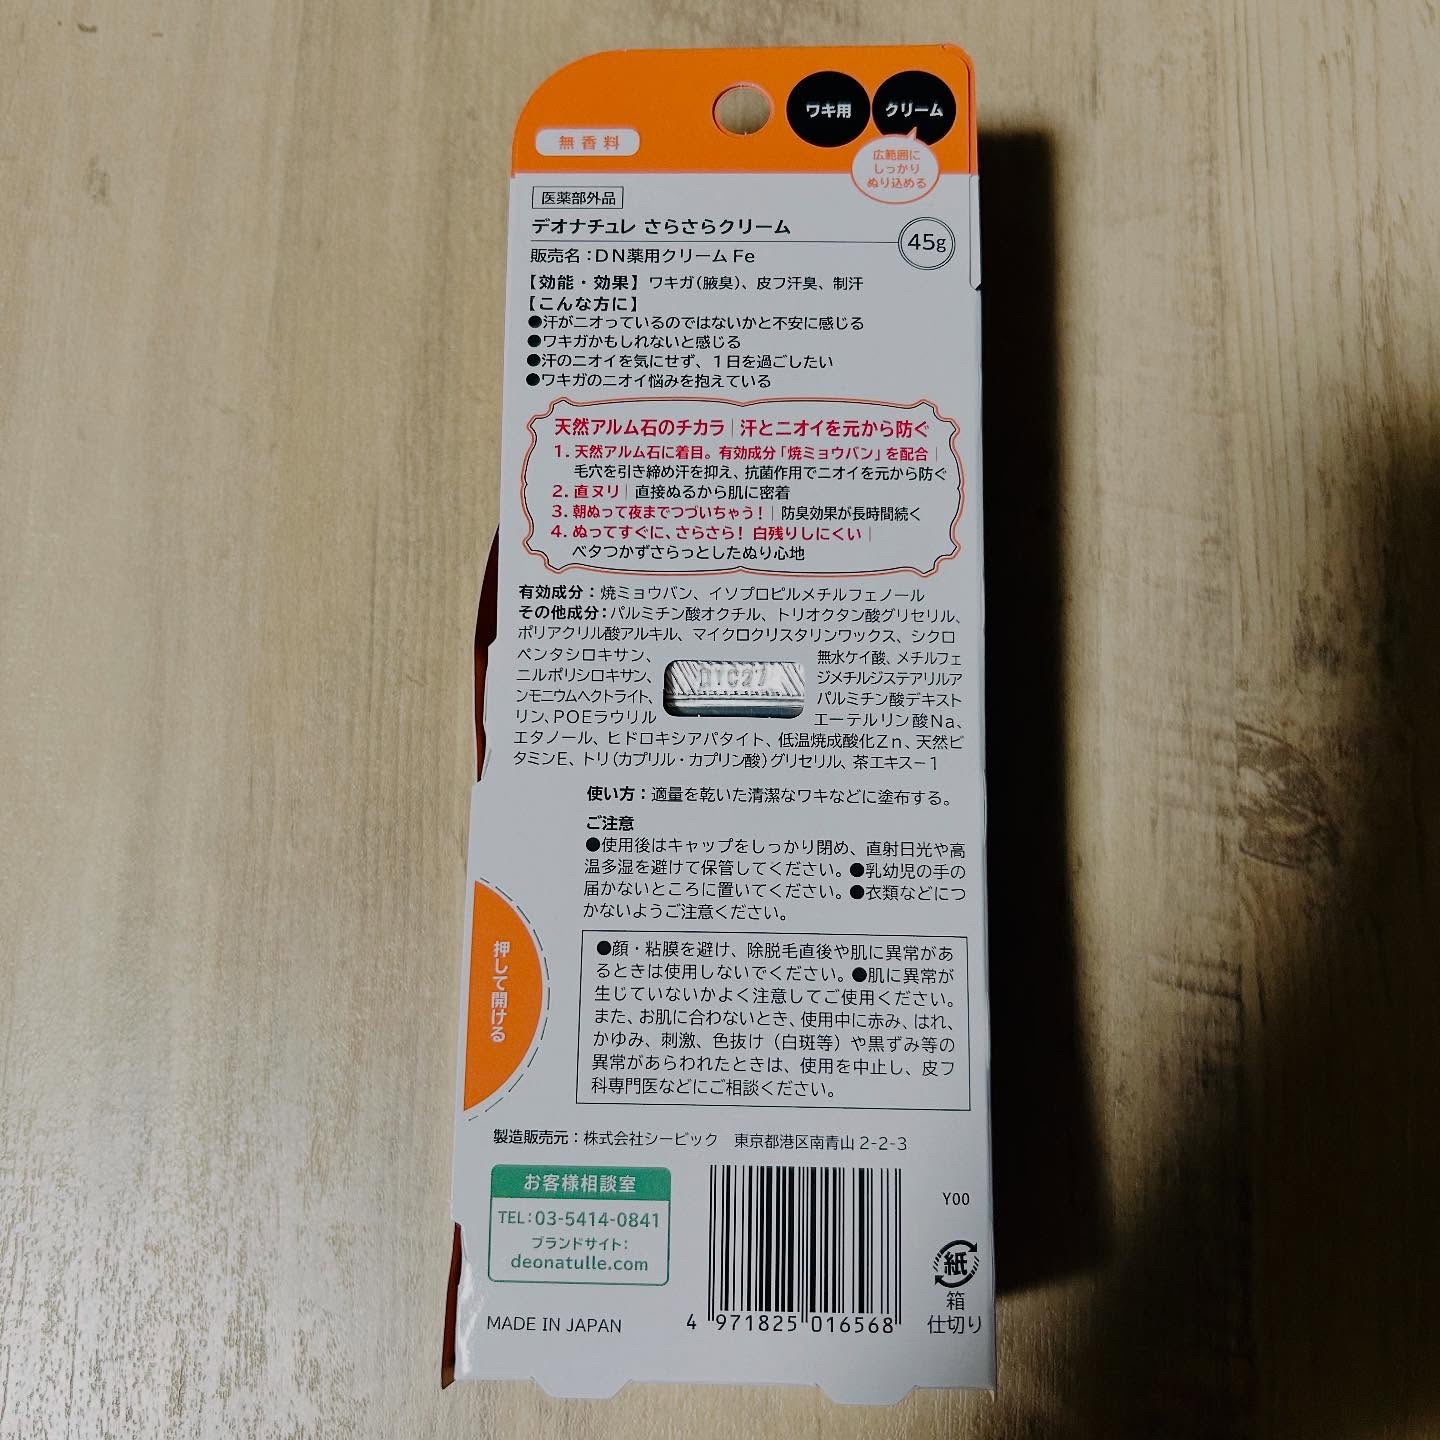 ワキ用
クリーム
無香料
広範囲に
しっかり
ぬり込める
医薬部外品
デオナチュレ さらさらクリーム
45g
販売名：DN薬用クリームFe
【効能・効果】ワキガ（腋臭）、皮フ汗臭、制汗
【こんな方に】
●汗がニオっているのではないかと不安に感じる
●ワキガかもしれないと感じる
●汗のニオイを気にせず、1日を過ごしたい
●ワキガのニオイ悩みを抱えている
天然アルム石のチカラ｜汗とニオイを元から防ぐ
1. 天然アルム石に着目。有効成分「焼ミョウバン」を配合｜
毛穴を引き締め汗を抑え、抗菌作用でニオイを元から防ぐ
2. 直ヌリ｜直接ぬるから肌に密着
3. 朝ぬって夜までつづいちゃう！｜防臭効果が長時間続く
4. ぬってすぐに、さらさら！白残りしにくい｜
ベタつかずさらっとしたぬり心地
有効成分：焼ミョウバン、イソプロピルメチルフェノール
その他成分：パルミチン酸オクチル、トリオクタン酸グリセリル、
ポリアクリル酸アルキル、マイクロクリスタリンワックス、シクロ
ペンタシロキサン、無水ケイ酸、メチルフェ
ニルポリシロキサン、ジメチルジステアリルア
ンモニウムヘクトライト、パルミチン酸デキスト
リン、POEラウリルエーテルリン酸Na、
エタノール、ヒドロキシアパタイト、低温焼成酸化Zn、天然ビ
タミンE、トリ（カプリル・カプリン酸）グリセリル、茶エキス－1
使い方：適量を乾いた清潔なワキなどに塗布する。
ご注意
●使用後はキャップをしっかり閉め、直射日光や高
温多湿を避けて保管してください。●乳幼児の手の
届かないところに置いてください。●衣類などにつ
かないようご注意ください。
●顔・粘膜を避け、除脱毛直後や肌に異常があ
るときは使用しないでください。●肌に異常が
生じていないかよく注意してご使用ください。
また、お肌に合わないとき、使用中に赤み、はれ、
かゆみ、刺激、色抜け（白斑等）や黒ずみ等の
異常があらわれたときは、使用を中止し、皮フ
科専門医などにご相談ください。
押して開ける
製造販売元：株式会社シービック 東京都港区南青山2-2-3
お客様相談室
TEL：03-5414-0841
ブランドサイト：
deonatulle.com
MADE IN JAPAN
4 971825 016568
Y00
紙
箱
仕切り